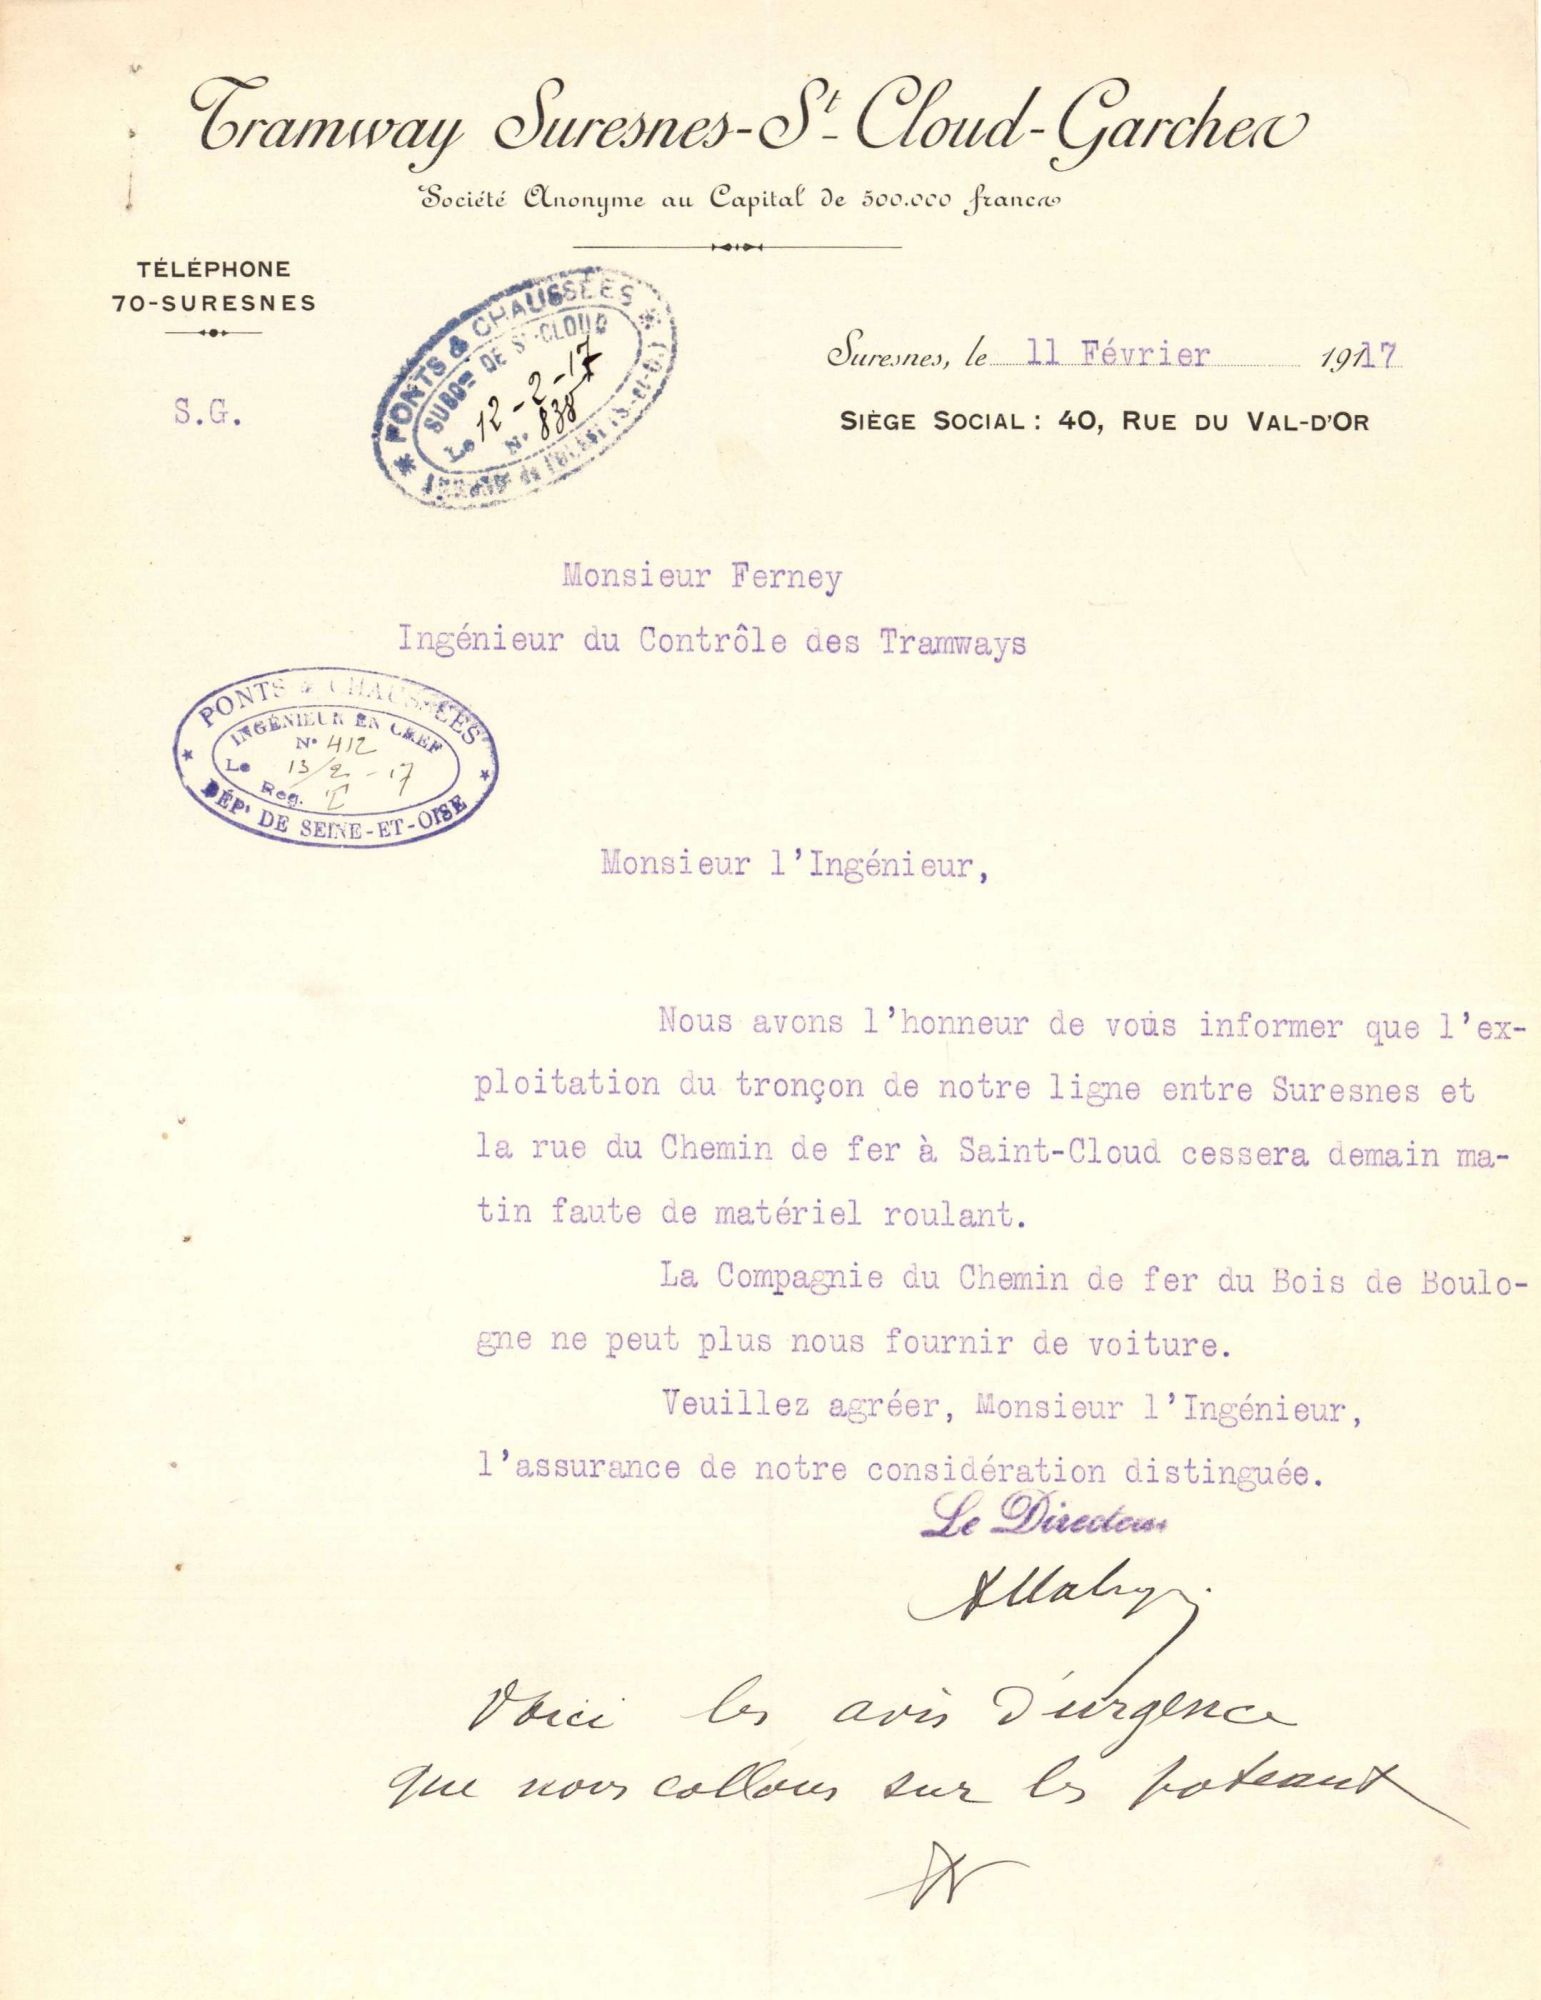 Tramway Suresnes-St-Cloud-Garches
Société Anonyme au Capital de 500.000 francs
TÉLÉPHONE
70-SURESNES
PONTS & CHAUSSÉES
SUBDon DE St-CLOUD
Le 12-2-17
N° 838
Suresnes, le 11 Février 1917
S.G.
SIÈGE SOCIAL: 40, RUE DU VAL-D'OR
Monsieur Ferney
Ingénieur du Contrôle des Tramways
PONTS & CHAUSSÉES
INGÉNIEUR EN CHEF
N° 412
Le 13/2-17
Reg. T
DÉPt DE SEINE-ET-OISE
Monsieur l'Ingénieur,
Nous avons l'honneur de vous informer que l'ex-
ploitation du tronçon de notre ligne entre Suresnes et
la rue du Chemin de fer à Saint-Cloud cessera demain ma-
tin faute de matériel roulant.
La Compagnie du Chemin de fer du Bois de Boulo-
gne ne peut plus nous fournir de voiture.
Veuillez agréer, Monsieur l'Ingénieur,
l'assurance de notre considération distinguée.
Le Directeur
Voici les avis d'urgence
que nous collons sur les poteaux